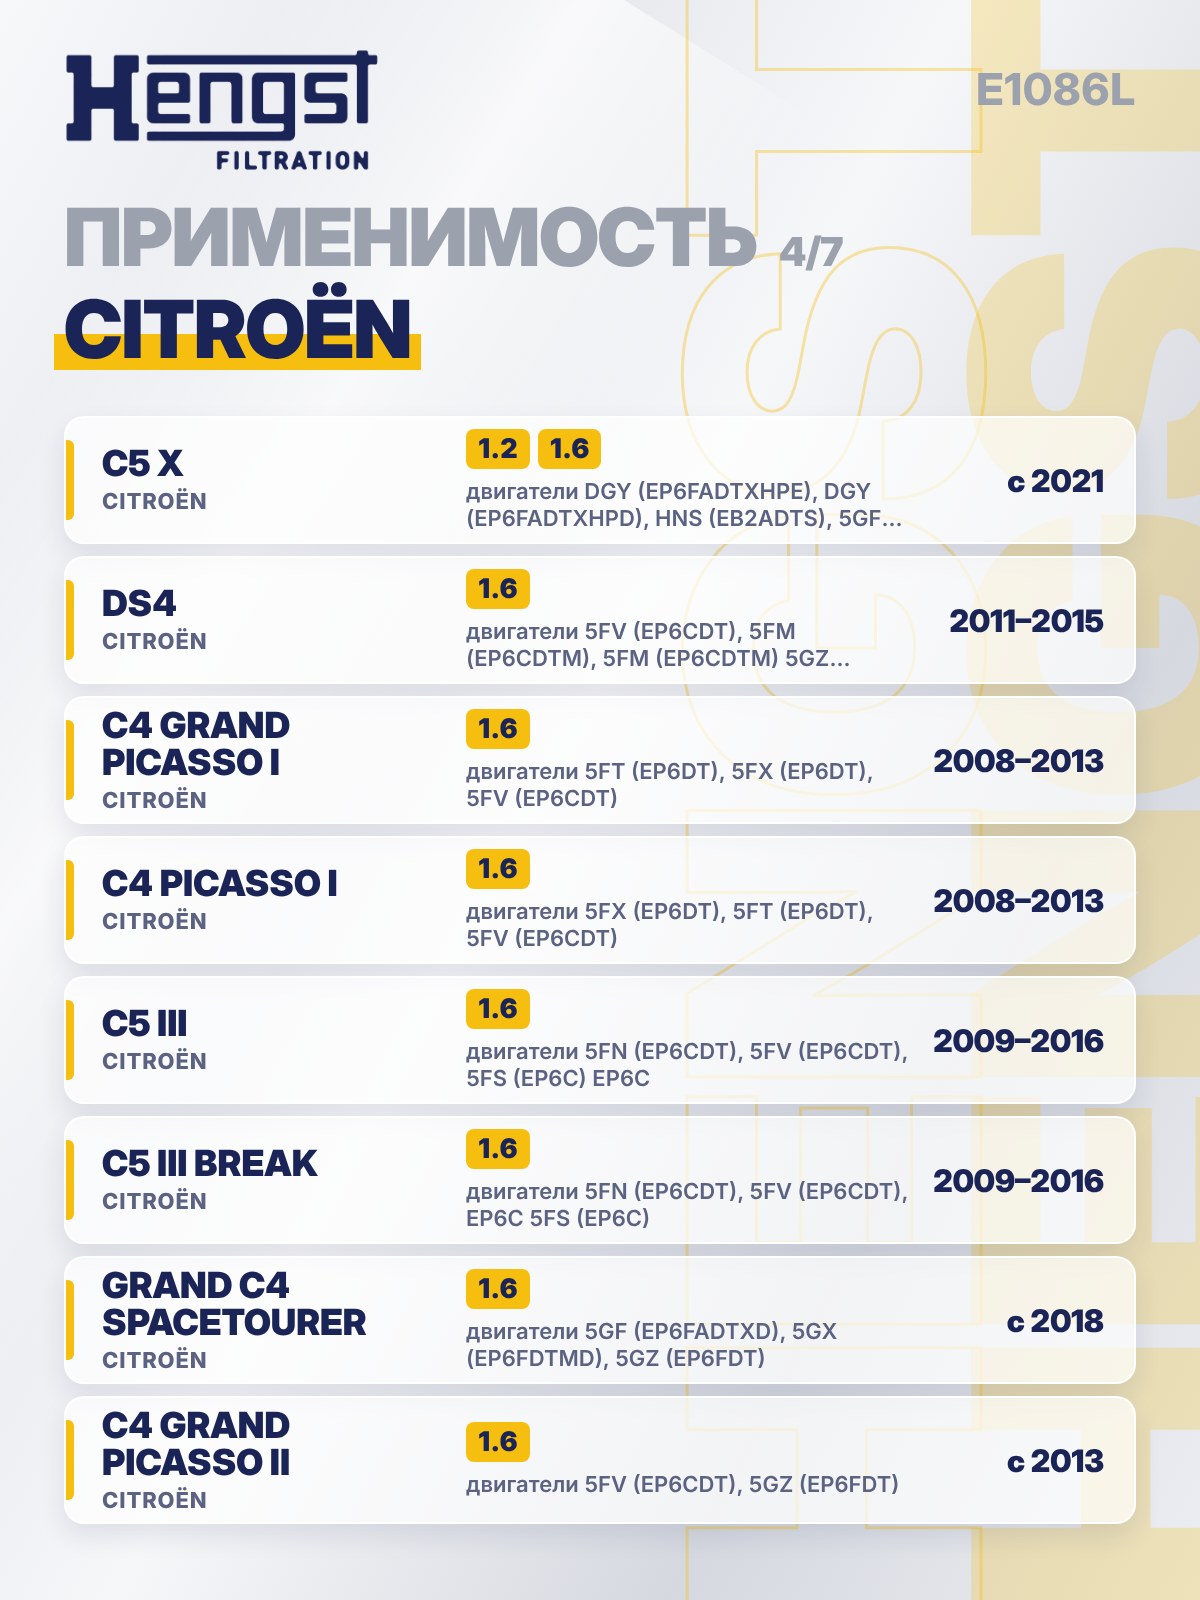 Hengst
FILTRATION
E1086L
ПРИМЕНИМОСТЬ 4/7
CITROËN
C5 X
CITROËN
1.2 1.6
двигатели DGY (EP6FADTXHPE), DGY
(EP6FADTXHPD), HNS (EB2ADTS), 5GF...
с 2021
DS4
CITROËN
1.6
двигатели 5FV (EP6CDT), 5FM
(EP6CDTM), 5FM (EP6CDTM) 5GZ...
2011–2015
C4 GRAND
PICASSO I
CITROËN
1.6
двигатели 5FT (EP6DT), 5FX (EP6DT),
5FV (EP6CDT)
2008–2013
C4 PICASSO I
CITROËN
1.6
двигатели 5FX (EP6DT), 5FT (EP6DT),
5FV (EP6CDT)
2008–2013
C5 III
CITROËN
1.6
двигатели 5FN (EP6CDT), 5FV (EP6CDT),
5FS (EP6C) EP6C
2009–2016
C5 III BREAK
CITROËN
1.6
двигатели 5FN (EP6CDT), 5FV (EP6CDT),
EP6C 5FS (EP6C)
2009–2016
GRAND C4
SPACETOURER
CITROËN
1.6
двигатели 5GF (EP6FADTXD), 5GX
(EP6FDTMD), 5GZ (EP6FDT)
с 2018
C4 GRAND
PICASSO II
CITROËN
1.6
двигатели 5FV (EP6CDT), 5GZ (EP6FDT)
с 2013
HENGST
HENGST